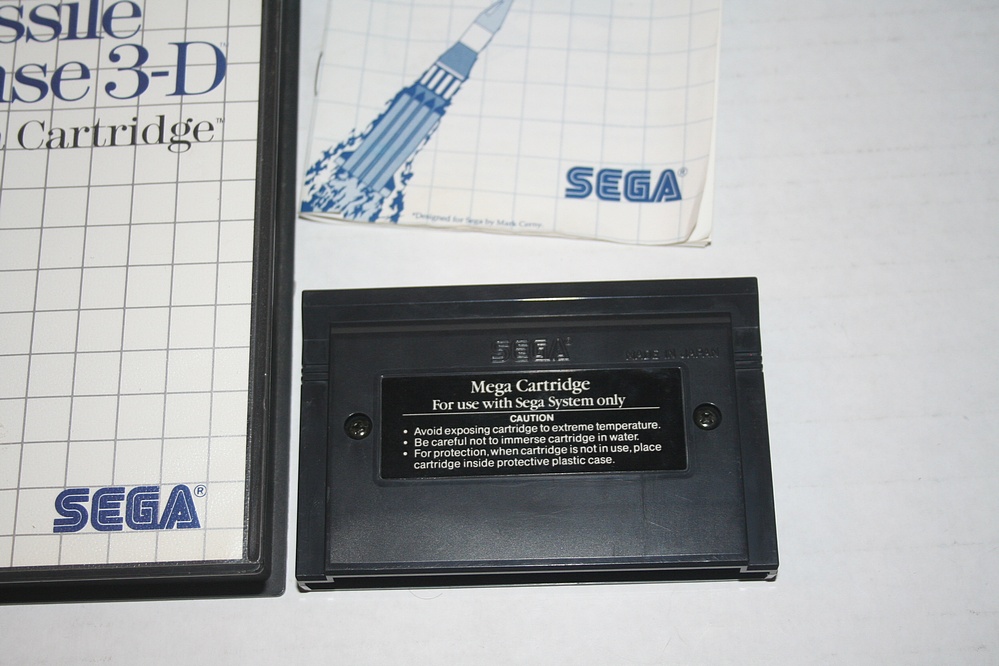 ssile
ase 3-D™
Cartridge™
SEGA®
SEGA®
*Designed for Sega by Mark Cerny.
SEGA®
MADE IN JAPAN
Mega Cartridge
For use with Sega System only
CAUTION
• Avoid exposing cartridge to extreme temperature.
• Be careful not to immerse cartridge in water.
• For protection, when cartridge is not in use, place
cartridge inside protective plastic case.